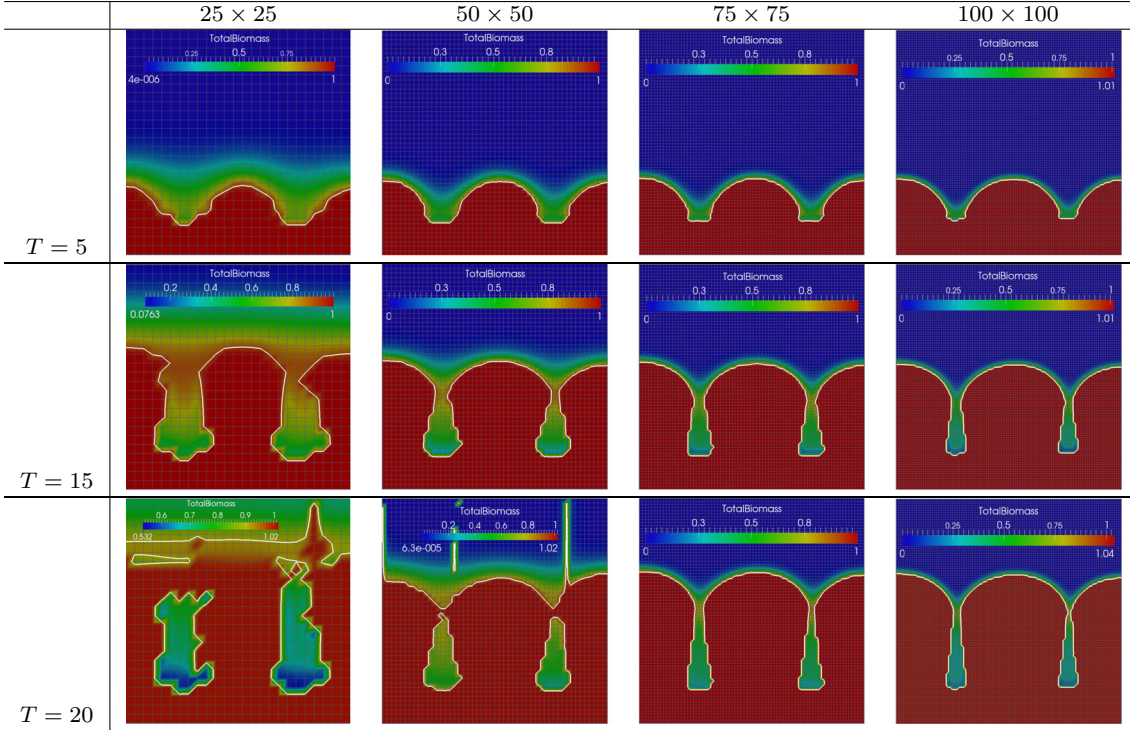 25 × 25 50 × 50 75 × 75 100 × 100
TotalBiomass TotalBiomass TotalBiomass TotalBiomass
0.25 0.5 0.75 0.3 0.5 0.8 0.3 0.5 0.8 0.25 0.5 0.75 1
4e-006 1 0 1 0 1 0 1.01
T = 5
TotalBiomass TotalBiomass TotalBiomass TotalBiomass
0.2 0.4 0.6 0.8 0.3 0.5 0.8 0.3 0.5 0.8 0.25 0.5 0.75 1
0.0763 1 0 1 0 1 0 1.01
T = 15
TotalBiomass TotalBiomass TotalBiomass TotalBiomass
0.6 0.7 0.8 0.9 1 0.2 0.4 0.6 0.8 1 0.3 0.5 0.8 0.25 0.5 0.75 1
0.532 1.02 6.3e-005 1.02 0 1 0 1.04
T = 20